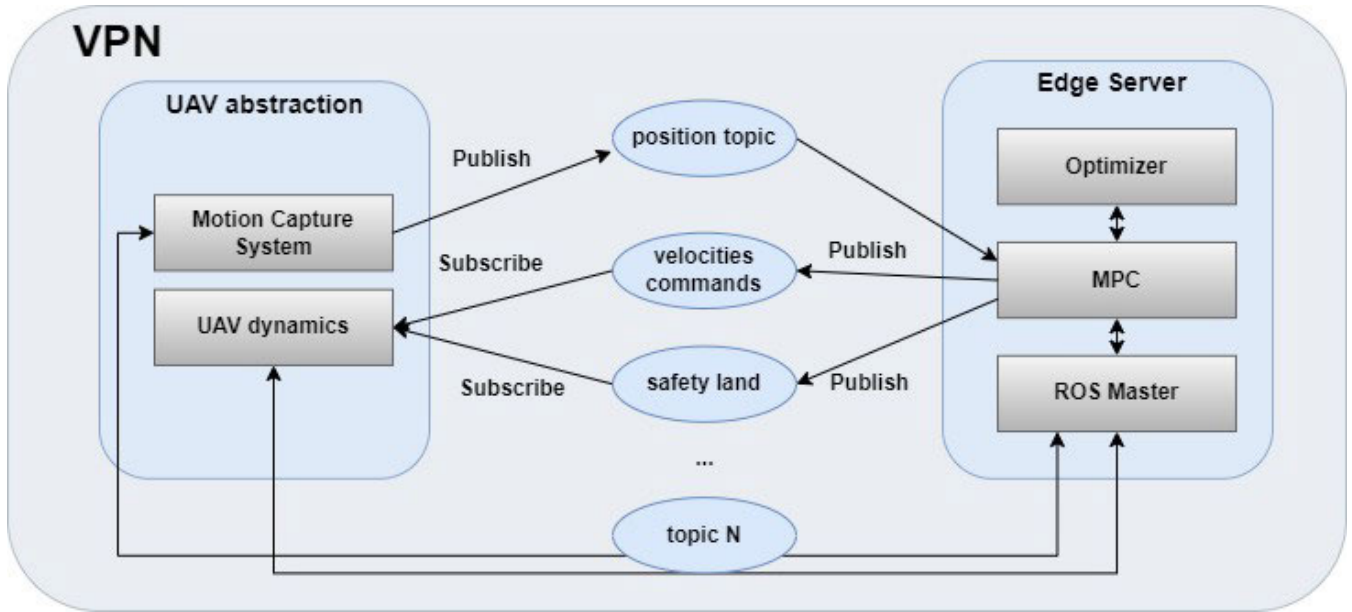 VPN
UAV abstraction
Motion Capture
System
UAV dynamics
Publish
Subscribe
Subscribe
position topic
velocities
commands
safety land
...
topic N
Publish
Publish
Edge Server
Optimizer
MPC
ROS Master